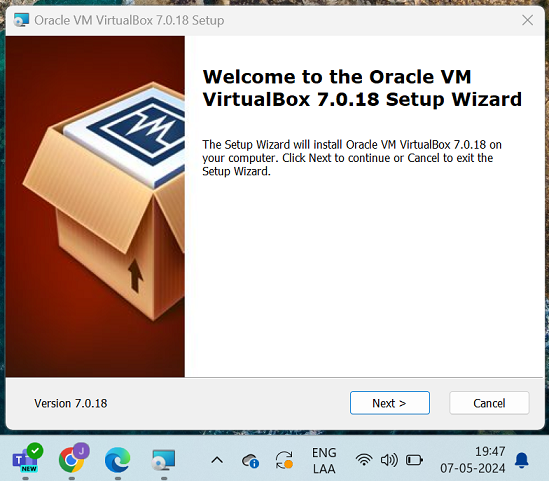 Oracle VM VirtualBox 7.0.18 Setup
Welcome to the Oracle VM
VirtualBox 7.0.18 Setup Wizard
The Setup Wizard will install Oracle VM VirtualBox 7.0.18 on
your computer. Click Next to continue or Cancel to exit the
Setup Wizard.
Version 7.0.18
Next >
Cancel
NEW
J
ENG
LAA
19:47
07-05-2024